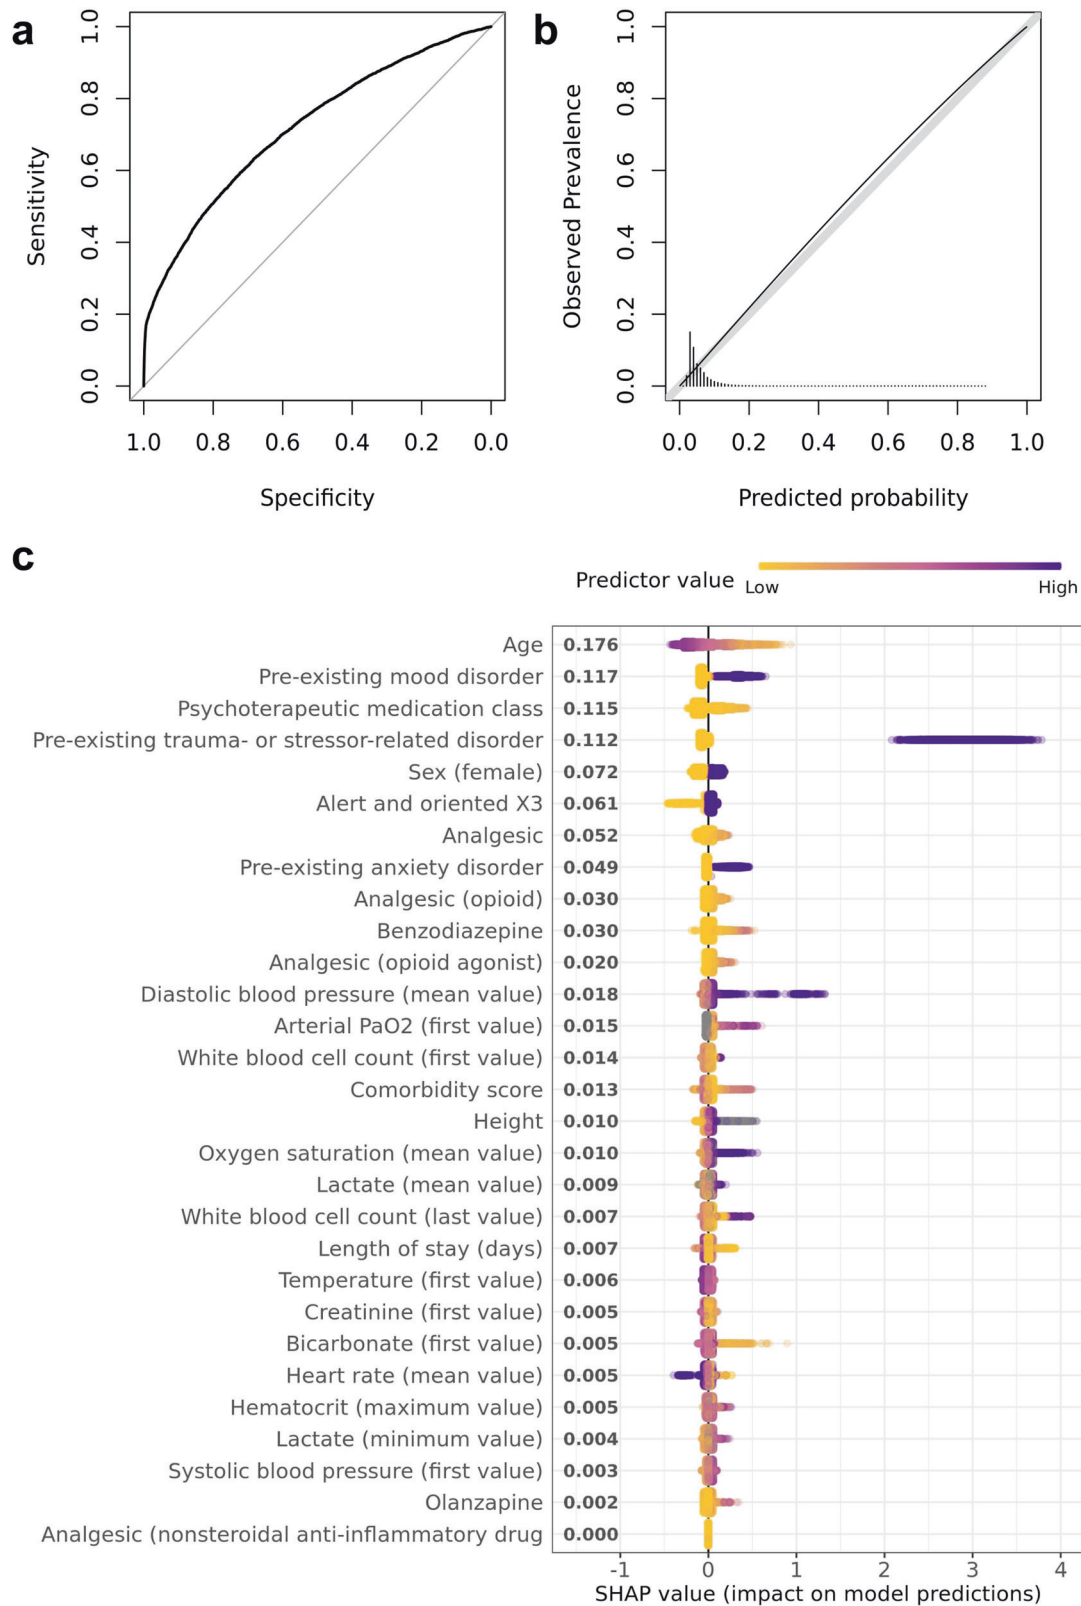 a
1.0
0.8
0.6
0.4
0.2
0.0
Sensitivity
1.0 0.8 0.6 0.4 0.2 0.0
Specificity
b
1.0
0.8
0.6
0.4
0.2
0.0
Observed Prevalence
0.0 0.2 0.4 0.6 0.8 1.0
Predicted probability
c
Predictor value Low High
Age 0.176
Pre-existing mood disorder 0.117
Psychoterapeutic medication class 0.115
Pre-existing trauma- or stressor-related disorder 0.112
Sex (female) 0.072
Alert and oriented X3 0.061
Analgesic 0.052
Pre-existing anxiety disorder 0.049
Analgesic (opioid) 0.030
Benzodiazepine 0.030
Analgesic (opioid agonist) 0.020
Diastolic blood pressure (mean value) 0.018
Arterial PaO2 (first value) 0.015
White blood cell count (first value) 0.014
Comorbidity score 0.013
Height 0.010
Oxygen saturation (mean value) 0.010
Lactate (mean value) 0.009
White blood cell count (last value) 0.007
Length of stay (days) 0.007
Temperature (first value) 0.006
Creatinine (first value) 0.005
Bicarbonate (first value) 0.005
Heart rate (mean value) 0.005
Hematocrit (maximum value) 0.005
Lactate (minimum value) 0.004
Systolic blood pressure (first value) 0.003
Olanzapine 0.002
Analgesic (nonsteroidal anti-inflammatory drug 0.000
-1 0 1 2 3 4
SHAP value (impact on model predictions)